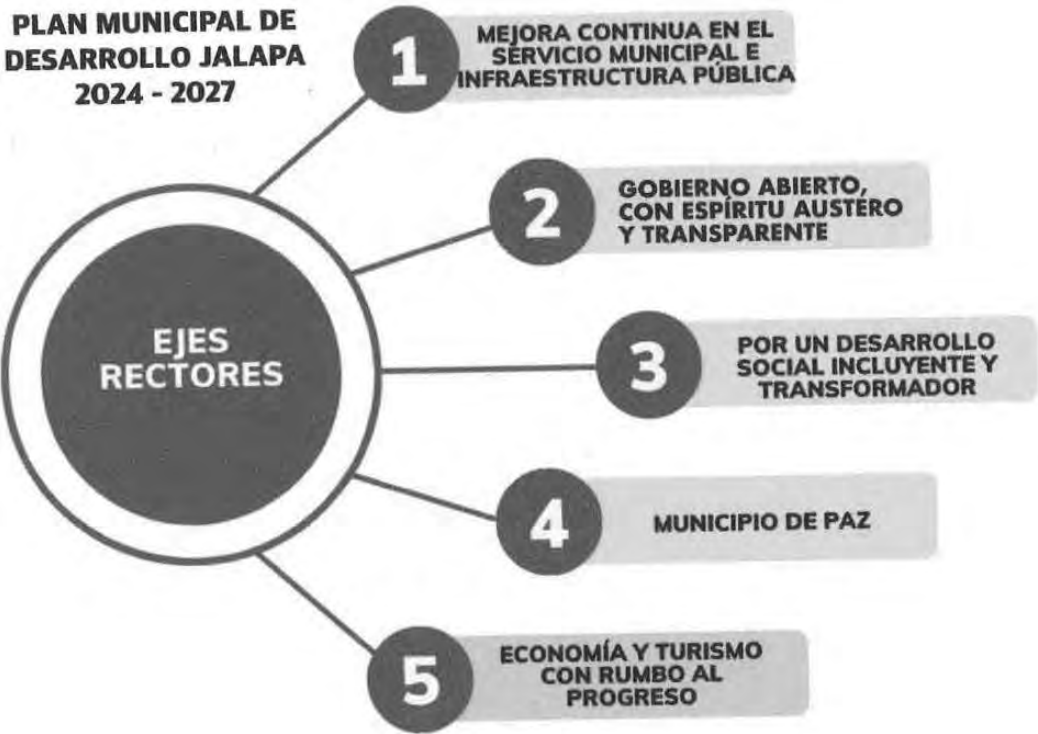 PLAN MUNICIPAL DE
DESARROLLO JALAPA
2024 - 2027
EJES
RECTORES
1
MEJORA CONTINUA EN EL
SERVICIO MUNICIPAL E
INFRAESTRUCTURA PÚBLICA
2
GOBIERNO ABIERTO,
CON ESPÍRITU AUSTERO
Y TRANSPARENTE
3
POR UN DESARROLLO
SOCIAL INCLUYENTE Y
TRANSFORMADOR
4
MUNICIPIO DE PAZ
5
ECONOMÍA Y TURISMO
CON RUMBO AL
PROGRESO